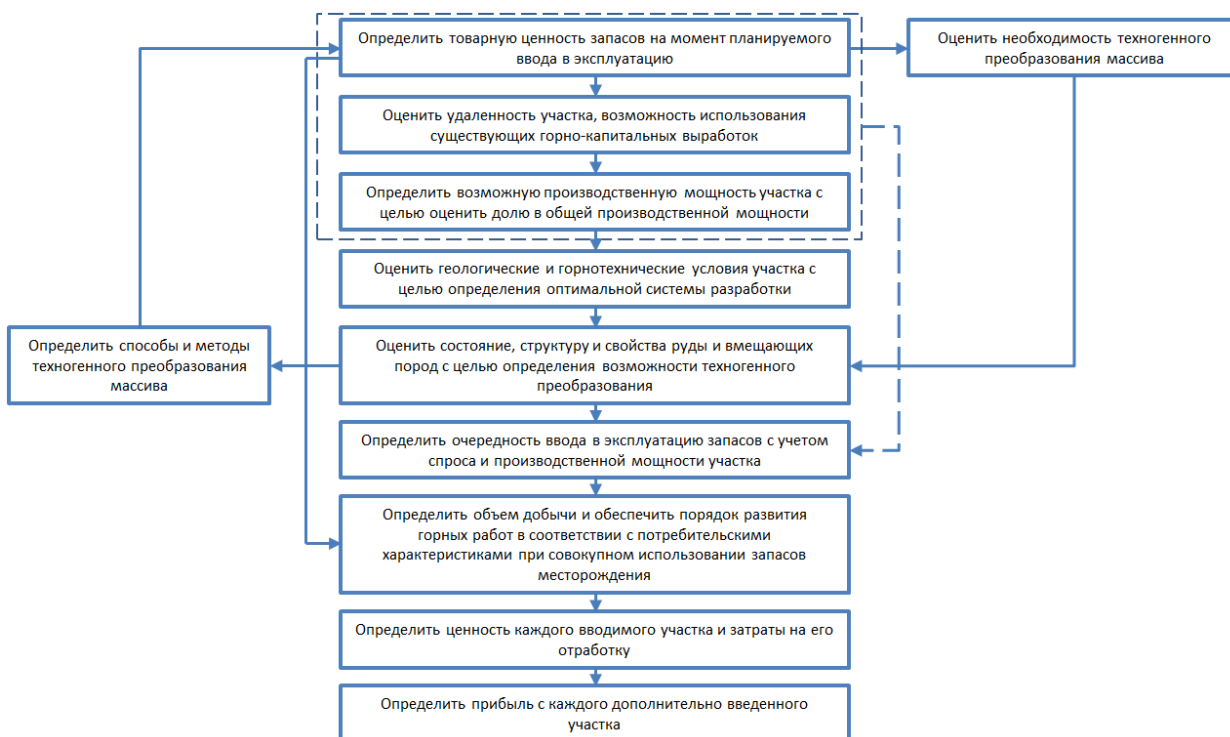 Определить товарную ценность запасов на момент планируемого
ввода в эксплуатацию
Оценить необходимость техногенного
преобразования массива
Оценить удаленность участка, возможность использования
существующих горно-капитальных выработок
Определить возможную производственную мощность участка с
целью оценить долю в общей производственной мощности
Оценить геологические и горнотехнические условия участка с
целью определения оптимальной системы разработки
Определить способы и методы
техногенного преобразования
массива
Оценить состояние, структуру и свойства руды и вмещающих
пород с целью определения возможности техногенного
преобразования
Определить очередность ввода в эксплуатацию запасов с учетом
спроса и производственной мощности участка
Определить объем добычи и обеспечить порядок развития
горных работ в соответствии с потребительскими
характеристиками при совокупном использовании запасов
месторождения
Определить ценность каждого вводимого участка и затраты на его
отработку
Определить прибыль с каждого дополнительно введенного
участка